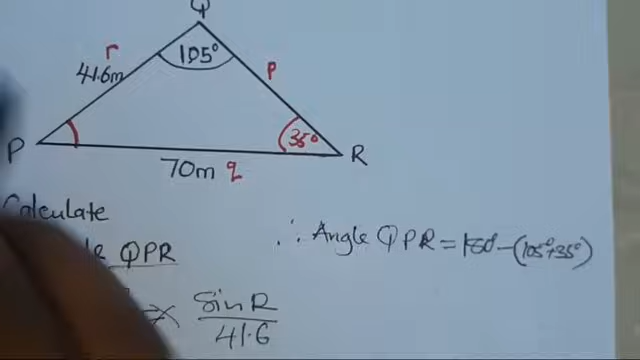 Q
r
105°
41.6m
P
P
35°
R
70m q
Calculate
QPR
∴ Angle QPR = 180° - (105°+35°)
Sin R
41.6